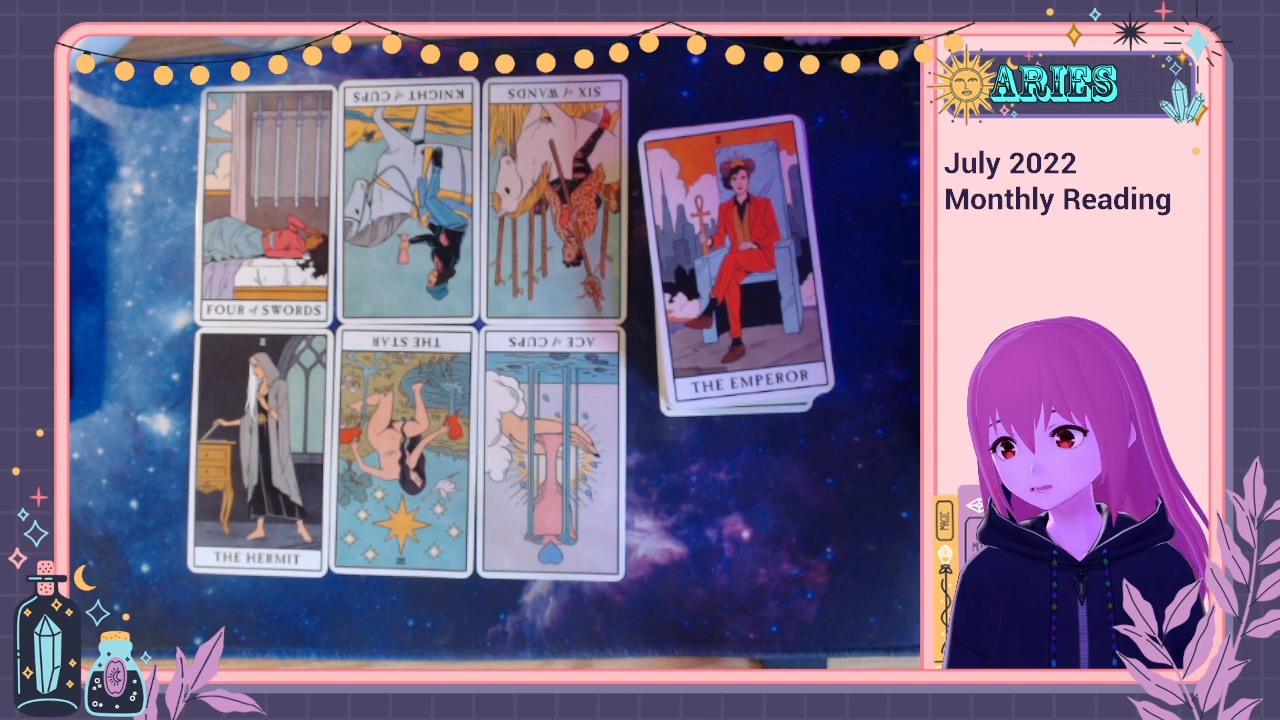 ARIES
July 2022
Monthly Reading
KNIGHT of CUPS
SIX of WANDS
FOUR of SWORDS
THE EMPEROR
THE STAR
ACE of CUPS
THE HERMIT
MAGIC